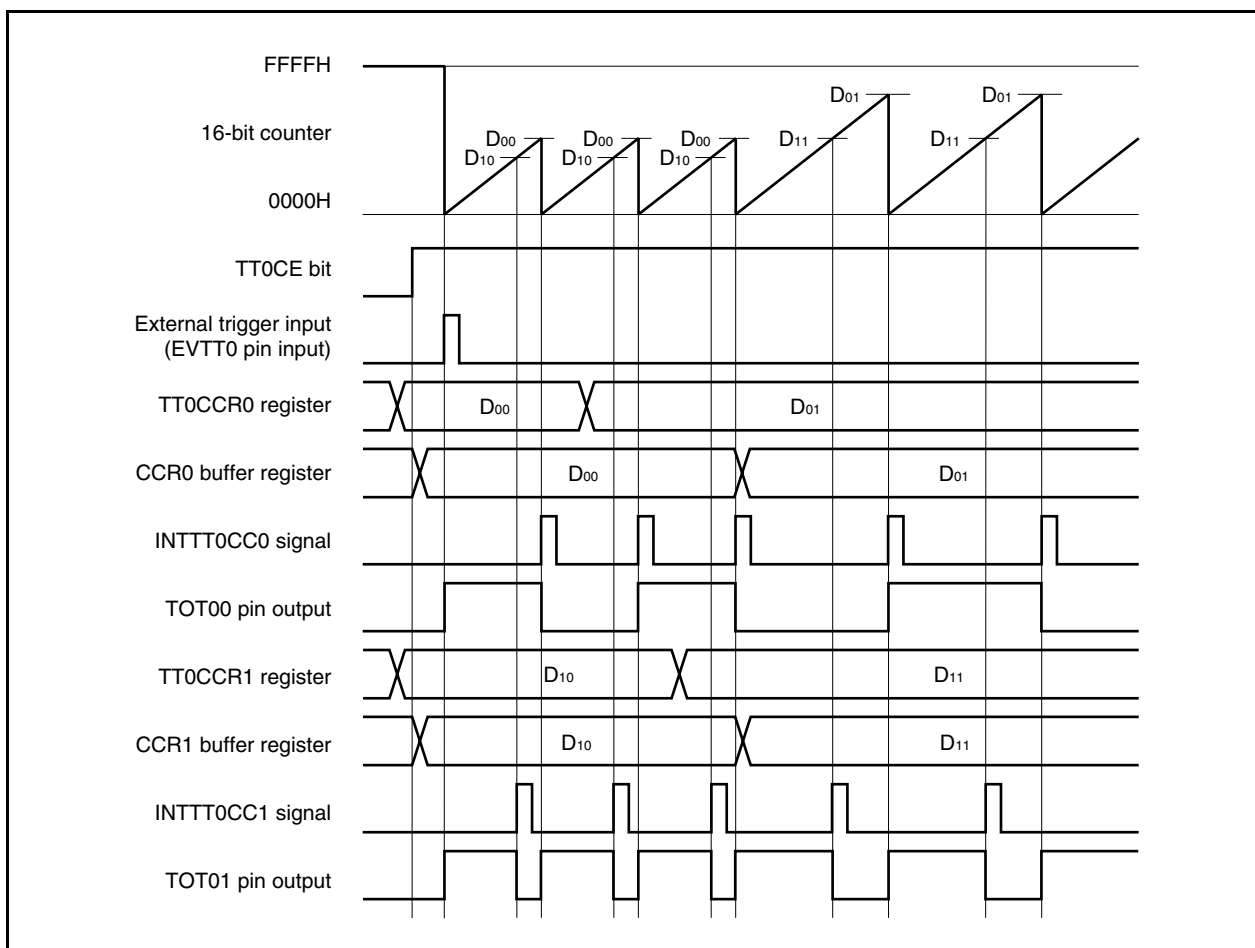 FFFFH
D01 D01
16-bit counter D00 D00 D00 D11 D11
D10 D10 D10
0000H
TT0CE bit
External trigger input
(EVTT0 pin input)
TT0CCR0 register D00 D01
CCR0 buffer register D00 D01
INTTT0CC0 signal
TOT00 pin output
TT0CCR1 register D10 D11
CCR1 buffer register D10 D11
INTTT0CC1 signal
TOT01 pin output